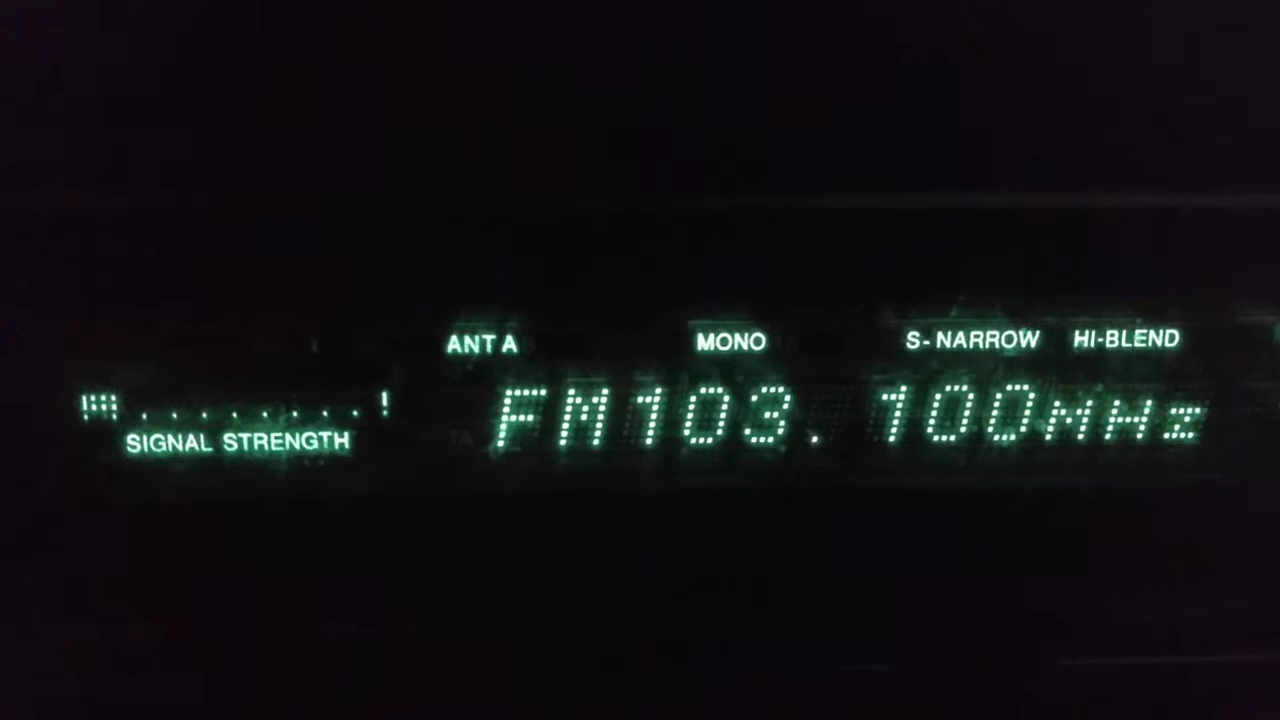 ANT A MONO S-NARROW HI-BLEND
FM103.100MHz
SIGNAL STRENGTH